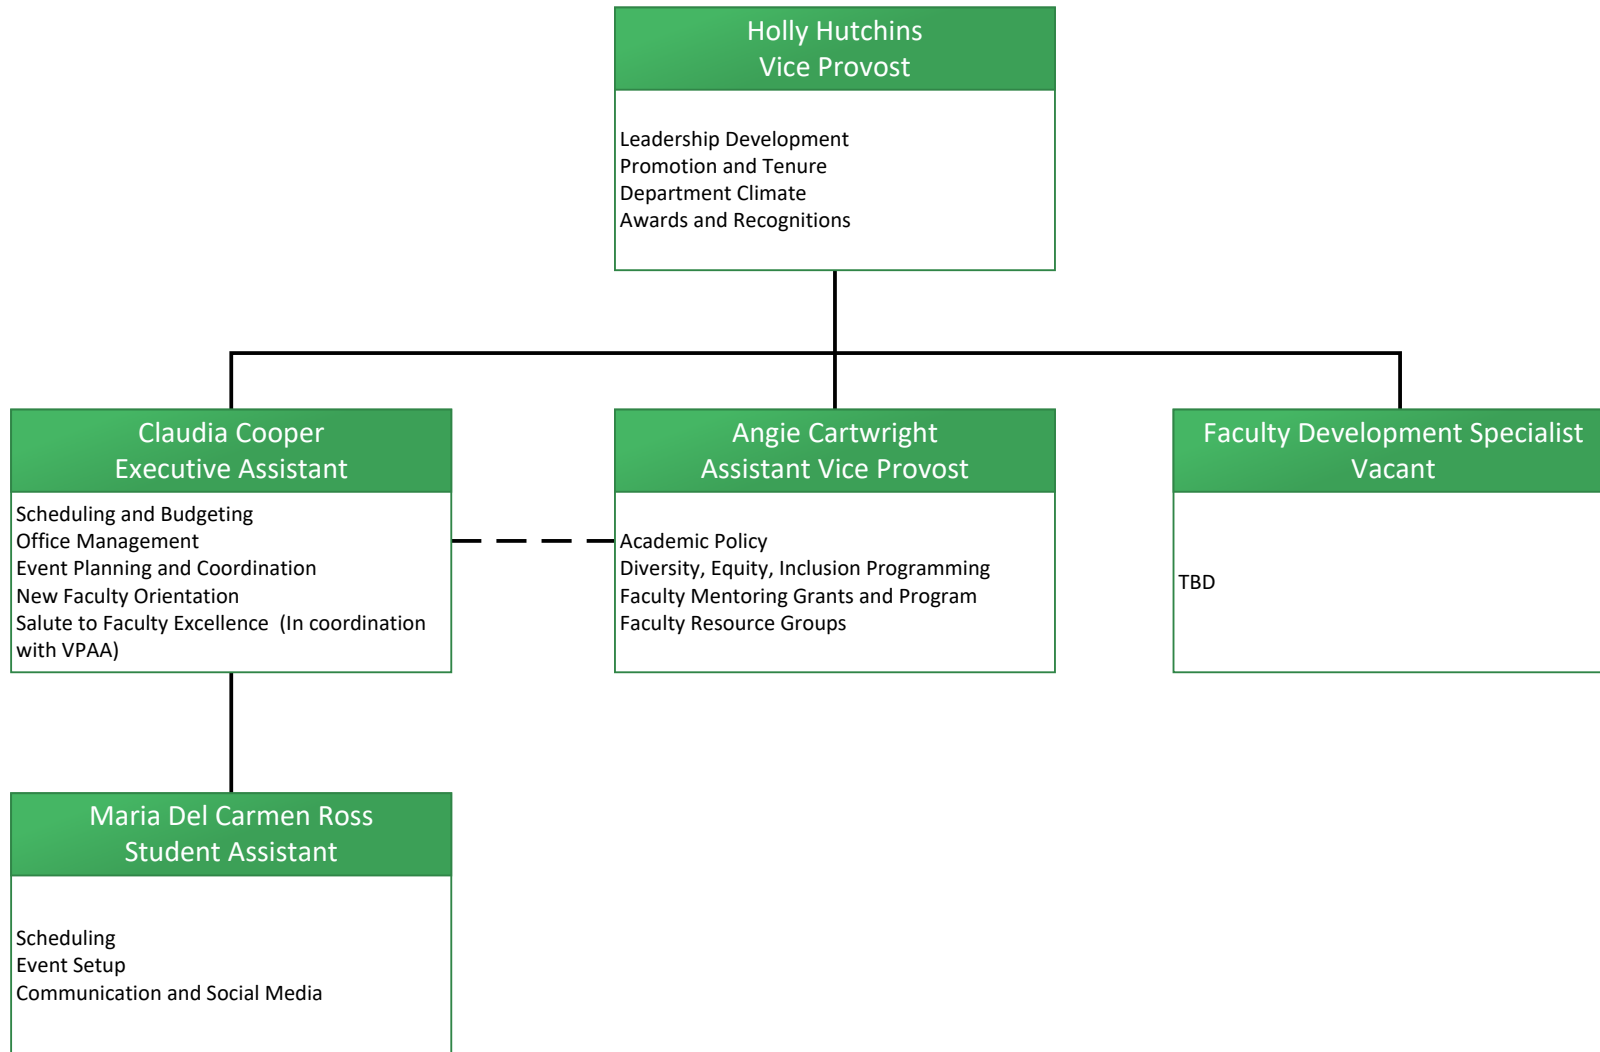 Holly Hutchins
Vice Provost
Leadership Development
Promotion and Tenure
Department Climate
Awards and Recognitions
Claudia Cooper
Executive Assistant
Scheduling and Budgeting
Office Management
Event Planning and Coordination
New Faculty Orientation
Salute to Faculty Excellence  (In coordination
with VPAA)
Angie Cartwright
Assistant Vice Provost
Academic Policy
Diversity, Equity, Inclusion Programming
Faculty Mentoring Grants and Program
Faculty Resource Groups
Faculty Development Specialist
Vacant
TBD
Maria Del Carmen Ross
Student Assistant
Scheduling
Event Setup
Communication and Social Media